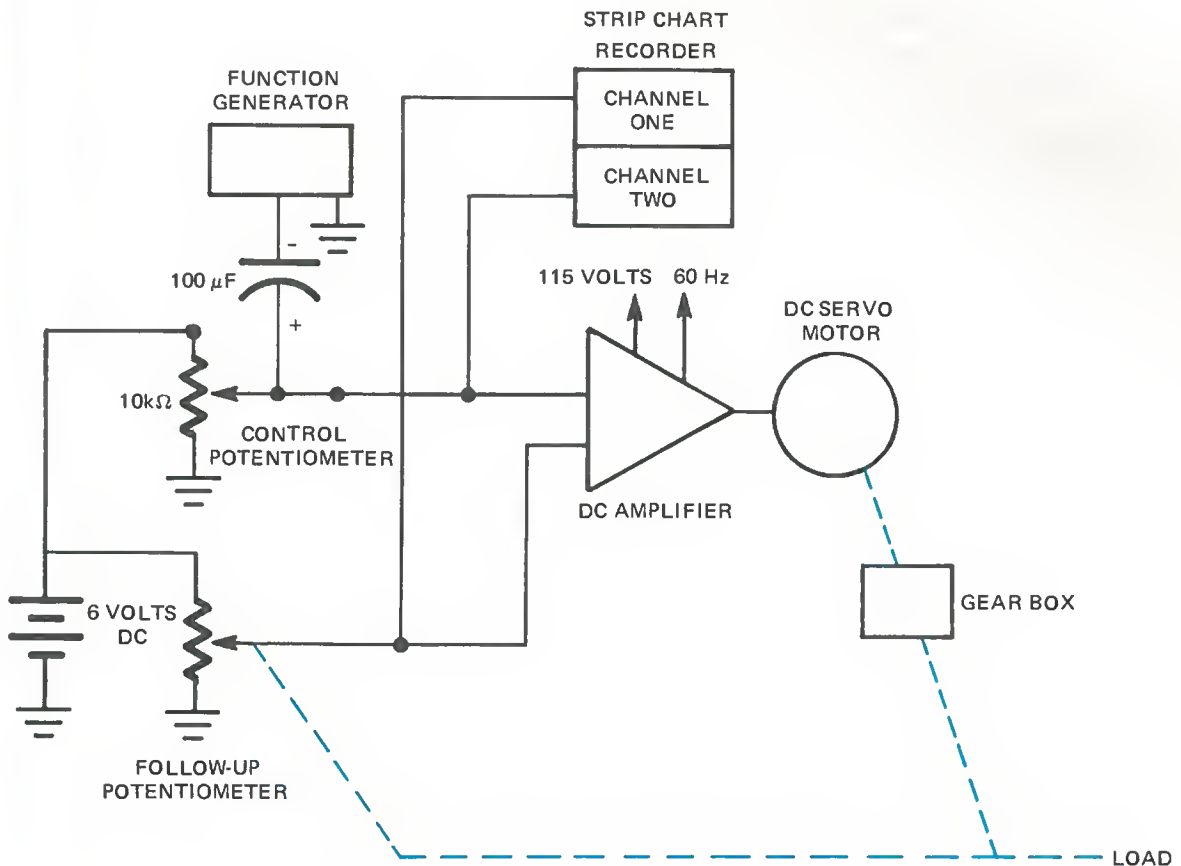 STRIP CHART
RECORDER
CHANNEL
ONE
CHANNEL
TWO
FUNCTION
GENERATOR
-
100 μF
+
115 VOLTS
60 Hz
DC SERVO
MOTOR
10kΩ
CONTROL
POTENTIOMETER
DC AMPLIFIER
GEAR BOX
6 VOLTS
DC
FOLLOW-UP
POTENTIOMETER
LOAD